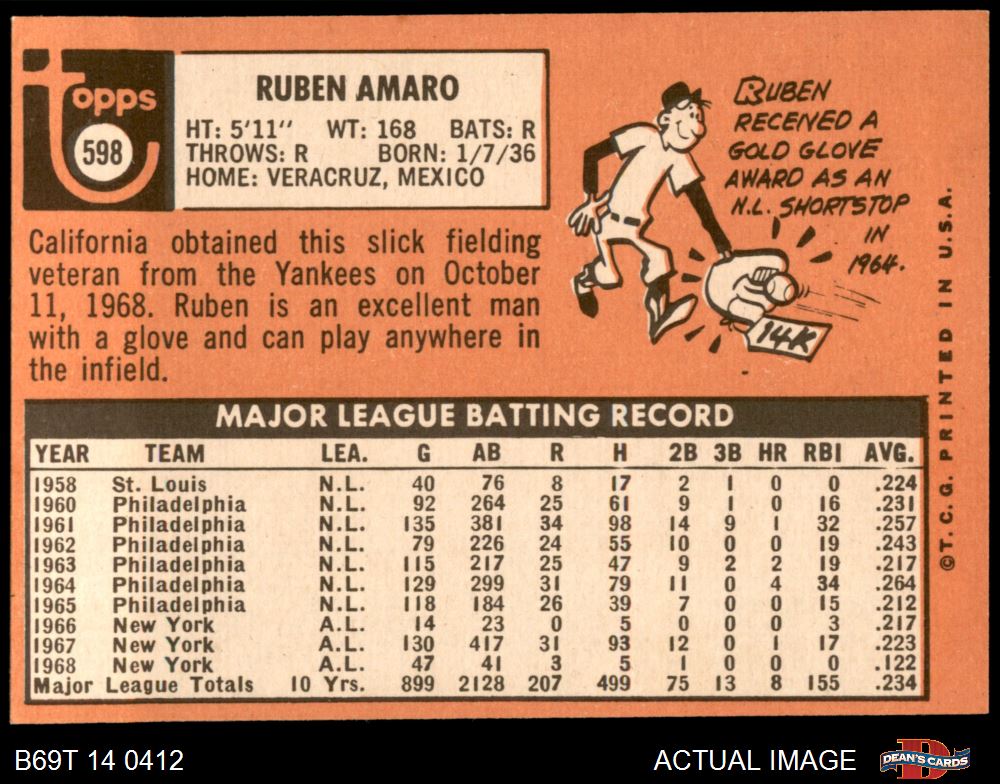 Topps
598
RUBEN AMARO
HT: 5'11" WT: 168 BATS: R
THROWS: R BORN: 1/7/36
HOME: VERACRUZ, MEXICO
RUBEN
RECEIVED A
GOLD GLOVE
AWARD AS AN
N.L. SHORTSTOP
IN
1964.
14K
California obtained this slick fielding
veteran from the Yankees on October
11, 1968. Ruben is an excellent man
with a glove and can play anywhere in
the infield.
MAJOR LEAGUE BATTING RECORD
YEAR TEAM LEA. G AB R H 2B 3B HR RBI AVG.
1958 St. Louis N.L. 40 76 8 17 2 1 0 0 .224
1960 Philadelphia N.L. 92 264 25 61 9 1 0 16 .231
1961 Philadelphia N.L. 135 381 34 98 14 9 1 32 .257
1962 Philadelphia N.L. 79 226 24 55 10 0 0 19 .243
1963 Philadelphia N.L. 115 217 25 47 9 2 2 19 .217
1964 Philadelphia N.L. 129 299 31 79 11 0 4 34 .264
1965 Philadelphia N.L. 118 184 26 39 7 0 0 15 .212
1966 New York A.L. 14 23 0 5 0 0 0 3 .217
1967 New York A.L. 130 417 31 93 12 0 1 17 .223
1968 New York A.L. 47 41 3 5 1 0 0 0 .122
Major League Totals 10 Yrs. 899 2128 207 499 75 13 8 155 .234
©T.C.G. PRINTED IN U.S.A.
B69T 14 0412
ACTUAL IMAGE
DEAN'S CARDS